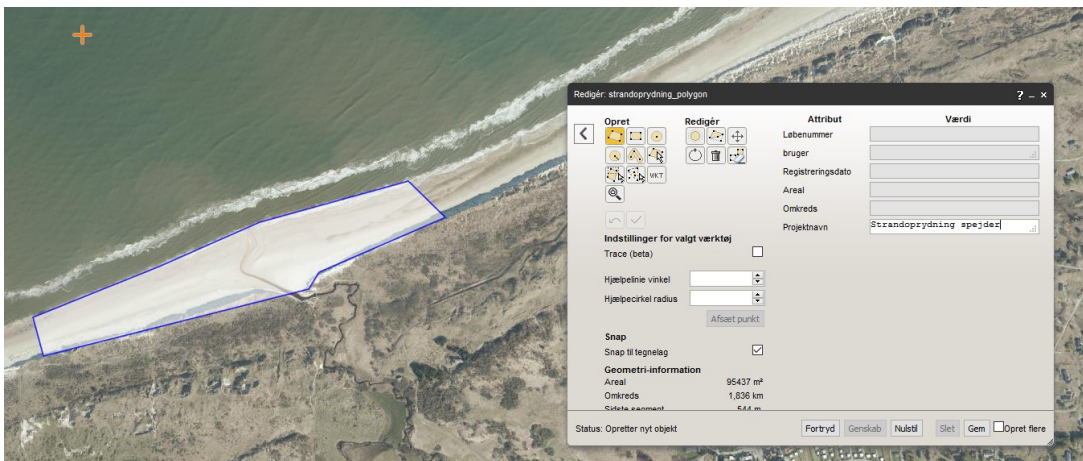 Redigér: strandoprydning_polygon ? – ×
Opret Redigér Attribut Værdi
Løbenummer
bruger
Registreringsdato
WKT Areal
Omkreds
Projektnavn Strandoprydning spejder
Indstillinger for valgt værktøj
Trace (beta)
Hjælpelinie vinkel
Hjælpecirkel radius
Afsæt punkt
Snap
Snap til tegnelag
Geometri-information
Areal 95437 m²
Omkreds 1,836 km
Sidste segment 544 m
Status: Opretter nyt objekt Fortryd Genskab Nulstil Slet Gem Opret flere